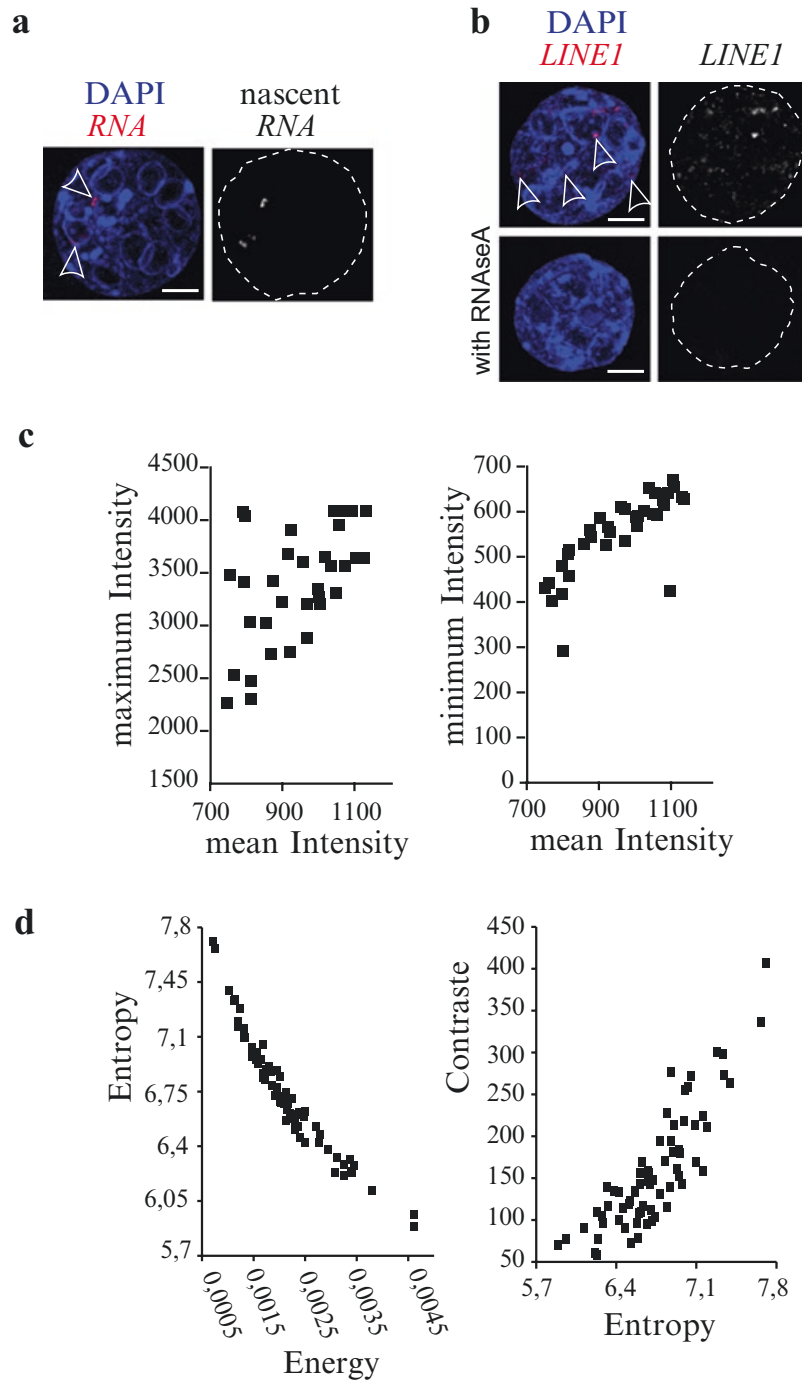 a
DAPI
RNA
nascent
RNA
b
DAPI
LINE1
LINE1
with RNAseA
c
4500
4000
3500
3000
2500
2000
1500
maximum Intensity
700 900 1100
mean Intensity
700
600
500
400
300
200
100
0
minimum Intensity
700 900 1100
mean Intensity
d
7,8
7,45
7,1
6,75
6,4
6,05
5,7
Entropy
0,0005 0,0015 0,0025 0,0035 0,0045
Energy
450
400
350
300
250
200
150
100
50
Contraste
5,7 6,4 7,1 7,8
Entropy